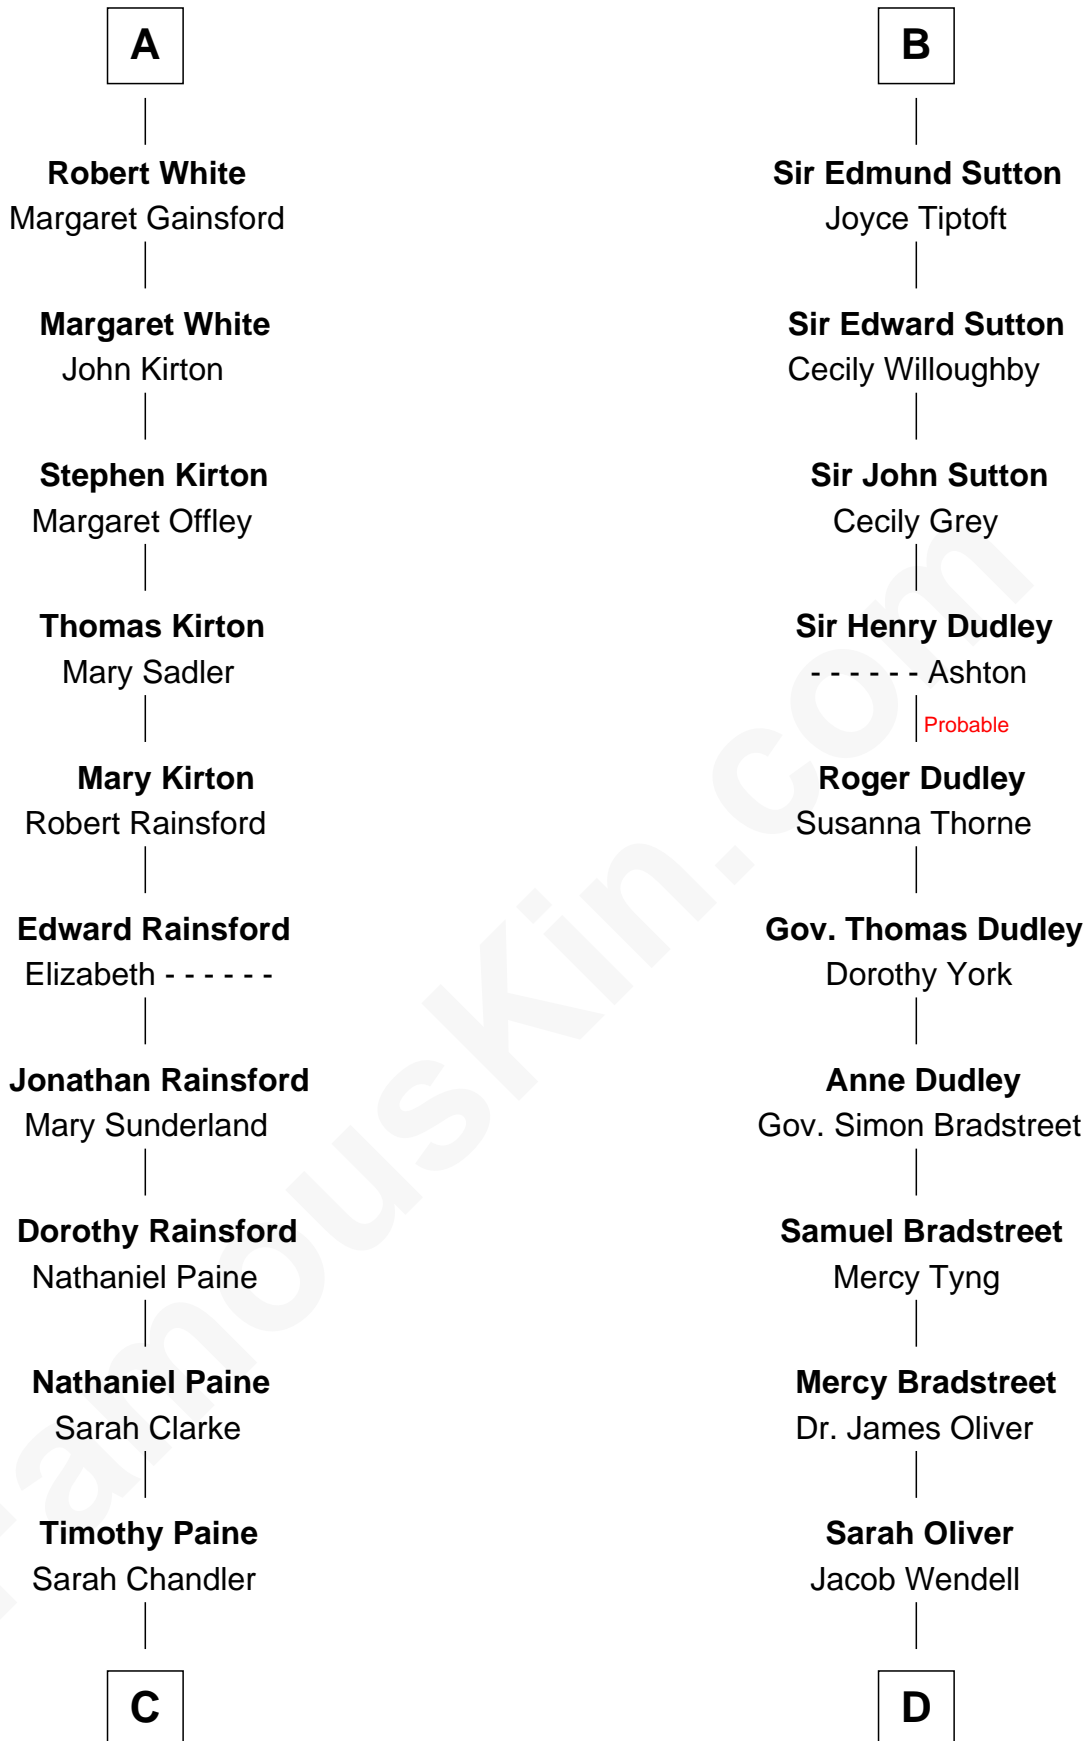 A
Robert White
Margaret Gainsford
Margaret White
John Kirton
Stephen Kirton
Margaret Offley
Thomas Kirton
Mary Sadler
Mary Kirton
Robert Rainsford
Edward Rainsford
Elizabeth - - - - - -
Jonathan Rainsford
Mary Sunderland
Dorothy Rainsford
Nathaniel Paine
Nathaniel Paine
Sarah Clarke
Timothy Paine
Sarah Chandler
C
B
Sir Edmund Sutton
Joyce Tiptoft
Sir Edward Sutton
Cecily Willoughby
Sir John Sutton
Cecily Grey
Sir Henry Dudley
- - - - - - Ashton
Probable
Roger Dudley
Susanna Thorne
Gov. Thomas Dudley
Dorothy York
Anne Dudley
Gov. Simon Bradstreet
Samuel Bradstreet
Mercy Tyng
Mercy Bradstreet
Dr. James Oliver
Sarah Oliver
Jacob Wendell
D
FamousKin.com